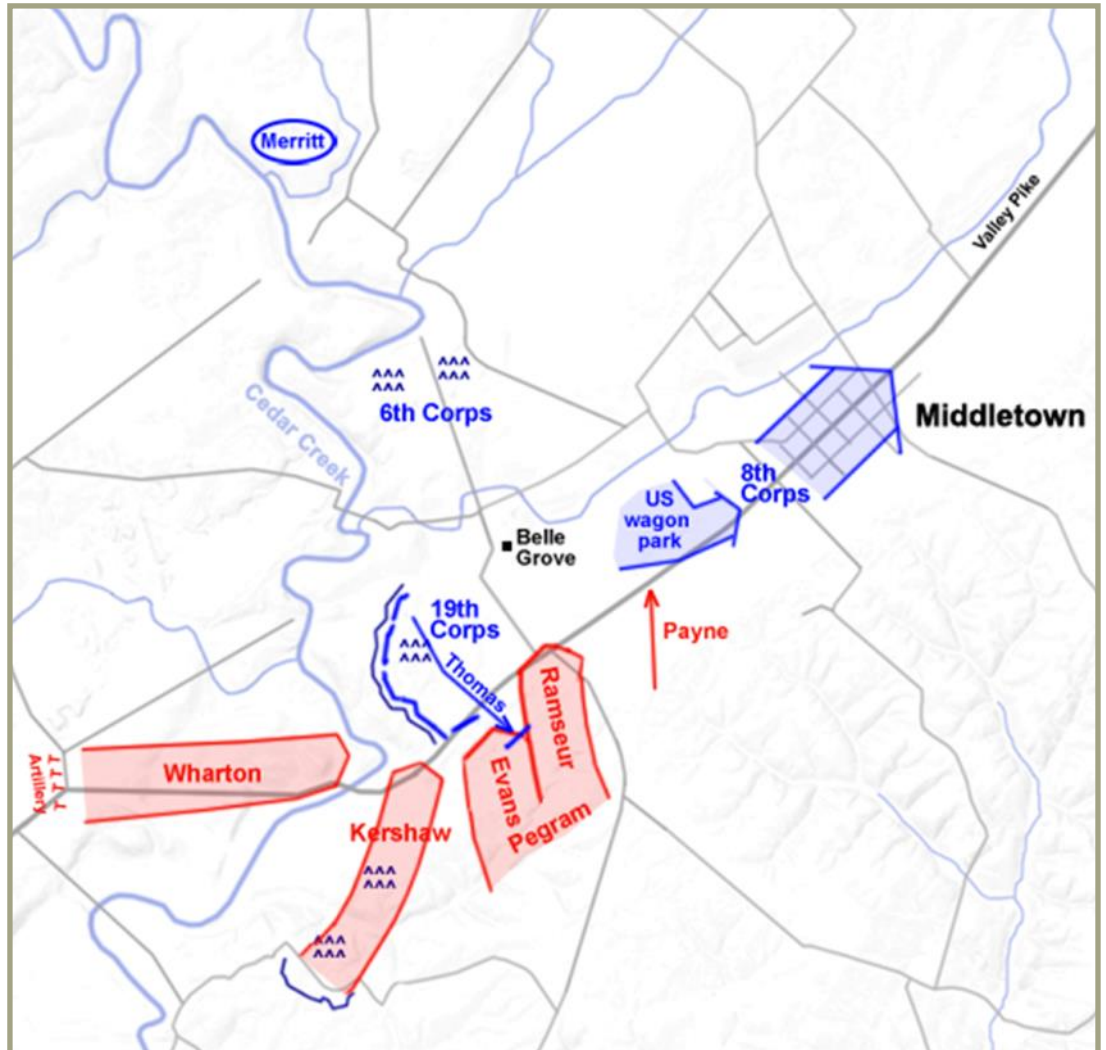 Merritt
Valley Pike
6th Corps
Cedar Creek
Middletown
8th
Corps
US
wagon
park
Belle
Grove
19th
Corps
Payne
Thomas
Ramseur
Wharton
Artillery
Evans
Kershaw
Pegram